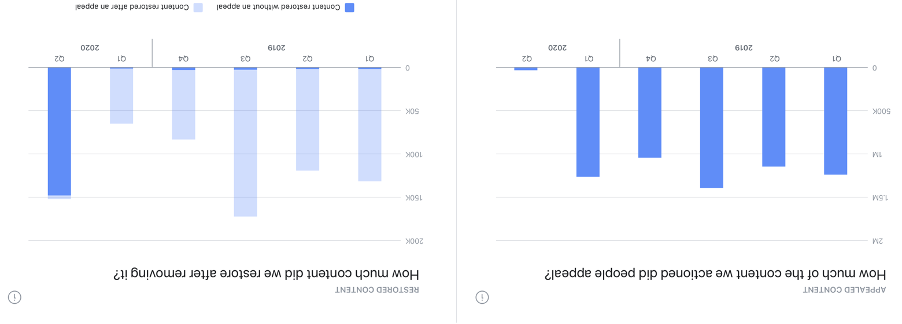 APPEALED CONTENT
How much of the content we actioned did people appeal?
2M
1.5M
1M
500K
0
Q1 Q2 Q3 Q4 Q1 Q2
2019 2020
RESTORED CONTENT
How much content did we restore after removing it?
200K
150K
100K
50K
0
Q1 Q2 Q3 Q4 Q1 Q2
2019 2020
Content restored without an appeal Content restored after an appeal